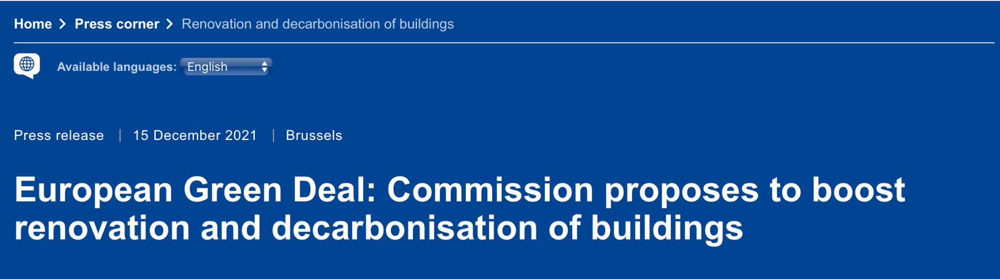 Home > Press corner > Renovation and decarbonisation of buildings
Available languages: English
Press release | 15 December 2021 | Brussels
European Green Deal: Commission proposes to boost
renovation and decarbonisation of buildings